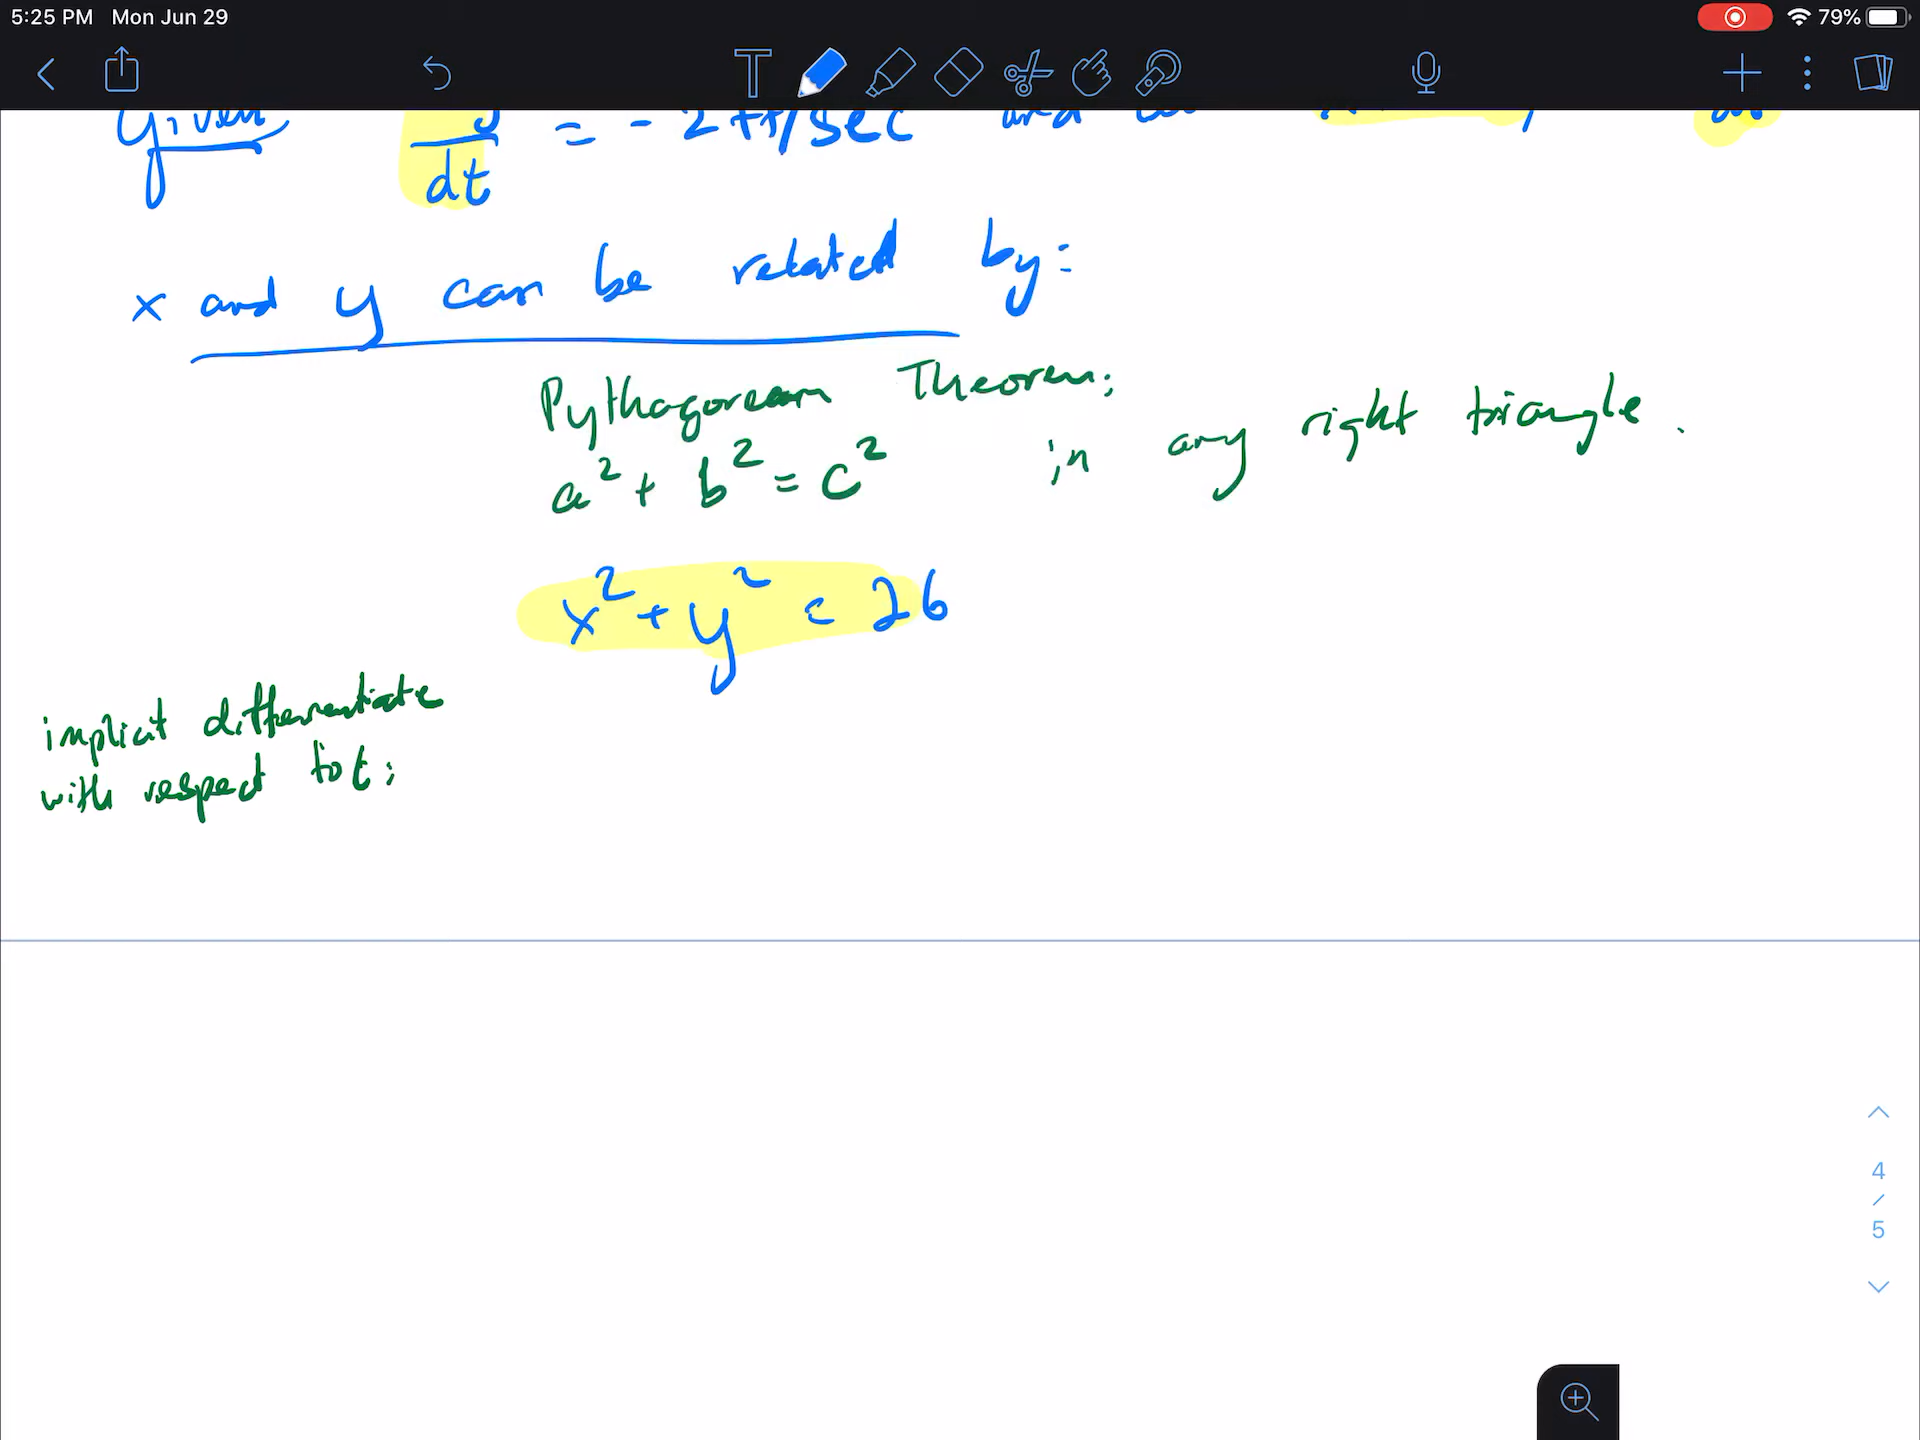 5:25 PM Mon Jun 29
79%
T
Given
dt = - 2 ft/sec and
x and y can be related by:
Pythagorean Theorem:
a² + b² = c² in any right triangle.
x² + y² = 26
implicit differentiate
with respect to t:
4
/
5